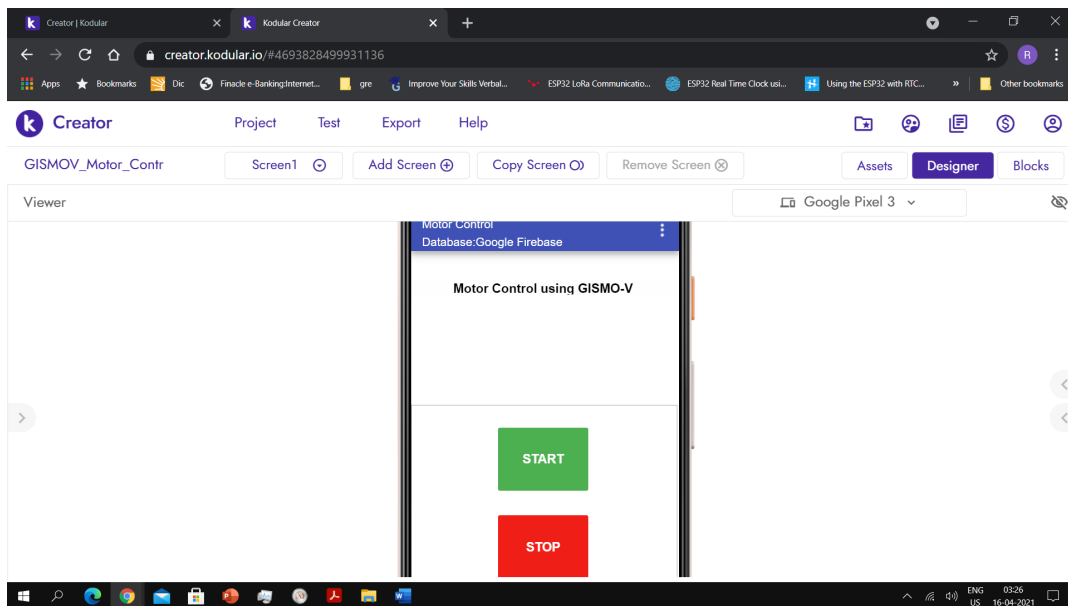 Creator | Kodular
Kodular Creator
creator.kodular.io/#4693828499931136
R
Apps Bookmarks Dic Finacle e-Banking:Internet... gre Improve Your Skills Verbal... ESP32 LoRa Communicatio... ESP32 Real Time Clock usi... Using the ESP32 with RTC... » Other bookmarks
k Creator Project Test Export Help
GISMOV_Motor_Contr Screen1 Add Screen Copy Screen Remove Screen Assets Designer Blocks
Viewer Google Pixel 3
Motor Control
Database:Google Firebase
Motor Control using GISMO-V
START
STOP
ENG 03:26
US 16-04-2021